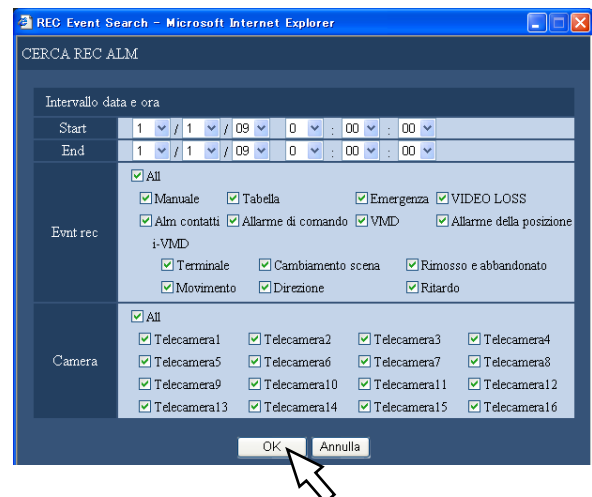 REC Event Search - Microsoft Internet Explorer
CERCA REC ALM
Intervallo data e ora
Start 1 / 1 / 09 0 : 00 : 00
End 1 / 1 / 09 0 : 00 : 00
Evnt rec
All
Manuale Tabella Emergenza VIDEO LOSS
Alm contatti Allarme di comando VMD Allarme della posizione
i-VMD
Terminale Cambiamento scena Rimosso e abbandonato
Movimento Direzione Ritardo
Camera
All
Telecamera1 Telecamera2 Telecamera3 Telecamera4
Telecamera5 Telecamera6 Telecamera7 Telecamera8
Telecamera9 Telecamera10 Telecamera11 Telecamera12
Telecamera13 Telecamera14 Telecamera15 Telecamera16
OK Annulla